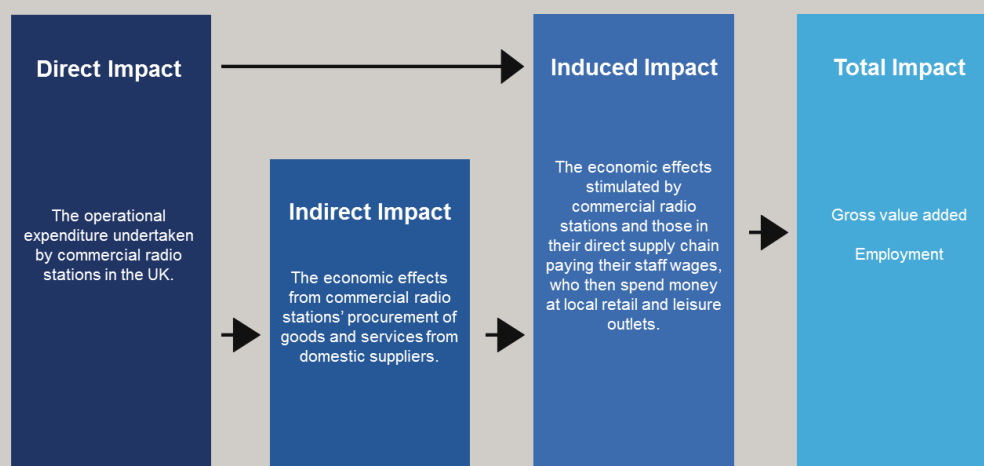 Direct Impact
The operational
expenditure undertaken
by commercial radio
stations in the UK.
Indirect Impact
The economic effects
from commercial radio
stations’ procurement of
goods and services from
domestic suppliers.
Induced Impact
The economic effects
stimulated by
commercial radio
stations and those in
their direct supply chain
paying their staff wages,
who then spend money
at local retail and leisure
outlets.
Total Impact
Gross value added
Employment